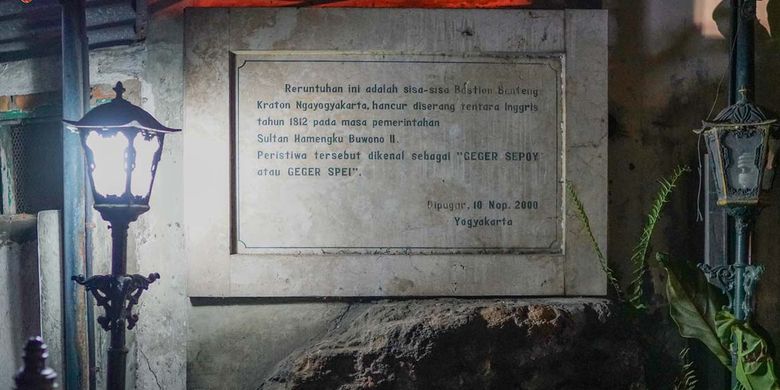 Reruntuhan ini adalah sisa-sisa Bastion Benteng
Kraton Ngayogyakarta, hancur diserang tentara Inggris
tahun 1812 pada masa pemerintahan
Sultan Hamengku Buwono II.
Peristiwa tersebut dikenal sebagai "GEGER SEPOY
atau GEGER SPEI".
Dipugar, 10 Nop. 2000
Yogyakarta